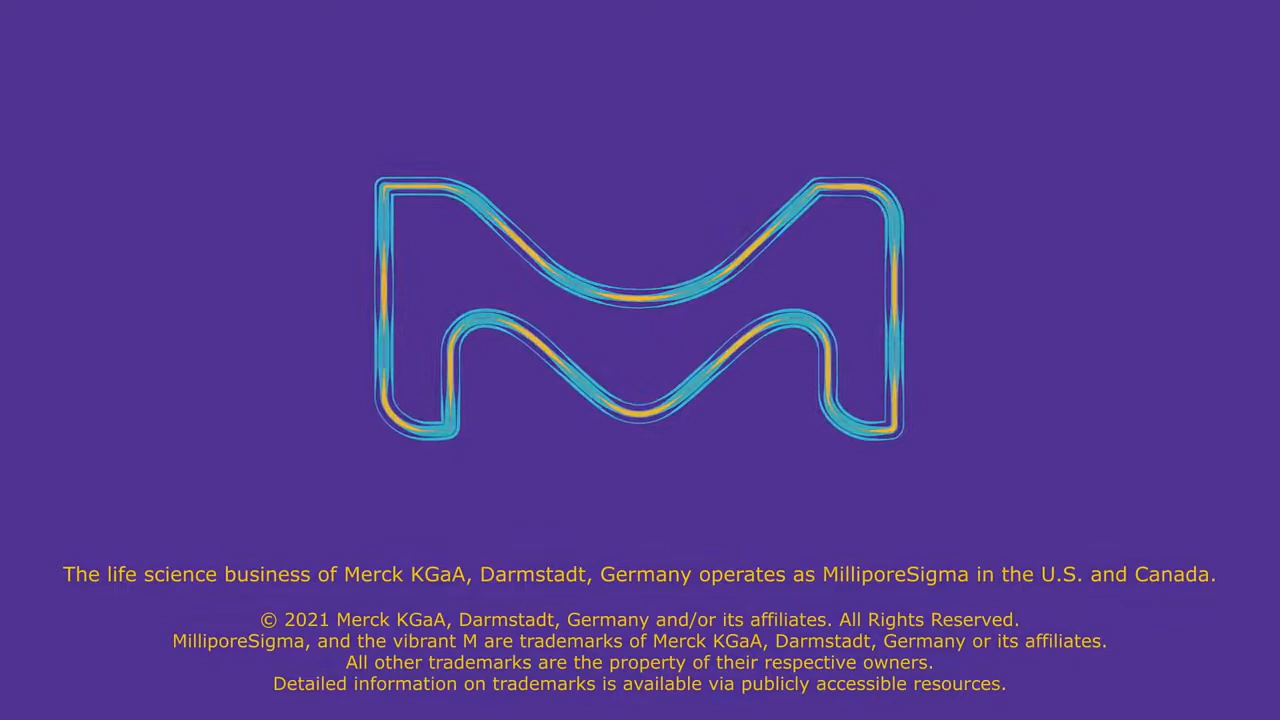 The life science business of Merck KGaA, Darmstadt, Germany operates as MilliporeSigma in the U.S. and Canada.
© 2021 Merck KGaA, Darmstadt, Germany and/or its affiliates. All Rights Reserved.
MilliporeSigma, and the vibrant M are trademarks of Merck KGaA, Darmstadt, Germany or its affiliates.
All other trademarks are the property of their respective owners.
Detailed information on trademarks is available via publicly accessible resources.